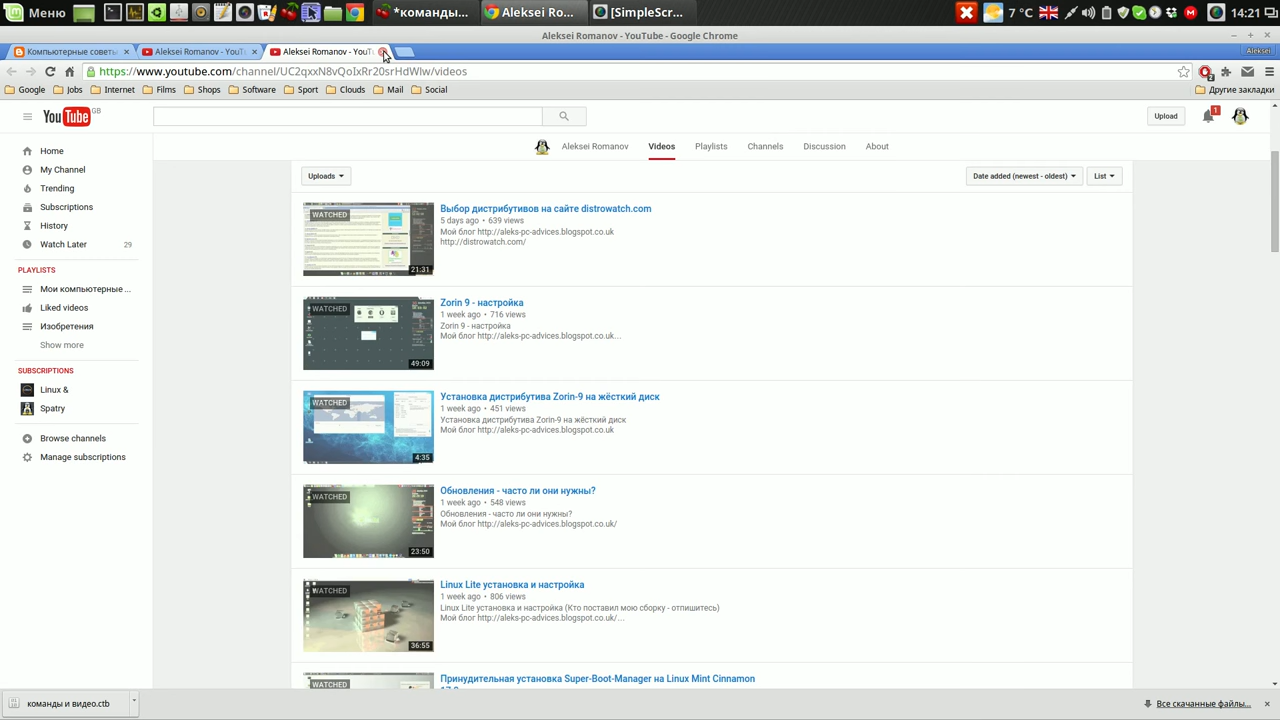 Меню
*команды...
Aleksei Ro...
[SimpleScr...
7 °C
14:21
Aleksei Romanov - YouTube - Google Chrome
Компьютерные советы
Aleksei Romanov - YouT
Aleksei Romanov - YouT
Aleksei
https://www.youtube.com/channel/UC2qxxN8vQoIxRr20srHdWlw/videos
2
Google
Jobs
Internet
Films
Shops
Software
Sport
Clouds
Mail
Social
Другие закладки
YouTube GB
Upload
1
Aleksei Romanov
Videos
Playlists
Channels
Discussion
About
Home
My Channel
Trending
Subscriptions
History
Watch Later 29
PLAYLISTS
Мои компьютерные ...
Liked videos
Изобретения
Show more
SUBSCRIPTIONS
Linux &
Spatry
Browse channels
Manage subscriptions
Uploads
Date added (newest - oldest)
List
WATCHED
21:31
Выбор дистрибутивов на сайте distrowatch.com
5 days ago • 639 views
Мой блог http://aleks-pc-advices.blogspot.co.uk
http://distrowatch.com/
WATCHED
49:09
Zorin 9 - настройка
1 week ago • 716 views
Zorin 9 - настройка
Мой блог http://aleks-pc-advices.blogspot.co.uk...
WATCHED
4:35
Установка дистрибутива Zorin-9 на жёсткий диск
1 week ago • 451 views
Установка дистрибутива Zorin-9 на жёсткий диск
Мой блог http://aleks-pc-advices.blogspot.co.uk
WATCHED
23:50
Обновления - часто ли они нужны?
1 week ago • 548 views
Обновления - часто ли они нужны?
Мой блог http://aleks-pc-advices.blogspot.co.uk/
WATCHED
36:55
Linux Lite установка и настройка
1 week ago • 806 views
Linux Lite установка и настройка (Кто поставил мою сборку - отпишитесь)
Мой блог http://aleks-pc-advices.blogspot.co.uk/...
WATCHED
Принудительная установка Super-Boot-Manager на Linux Mint Cinnamon
команды и видео.ctb
Все скачанные файлы...